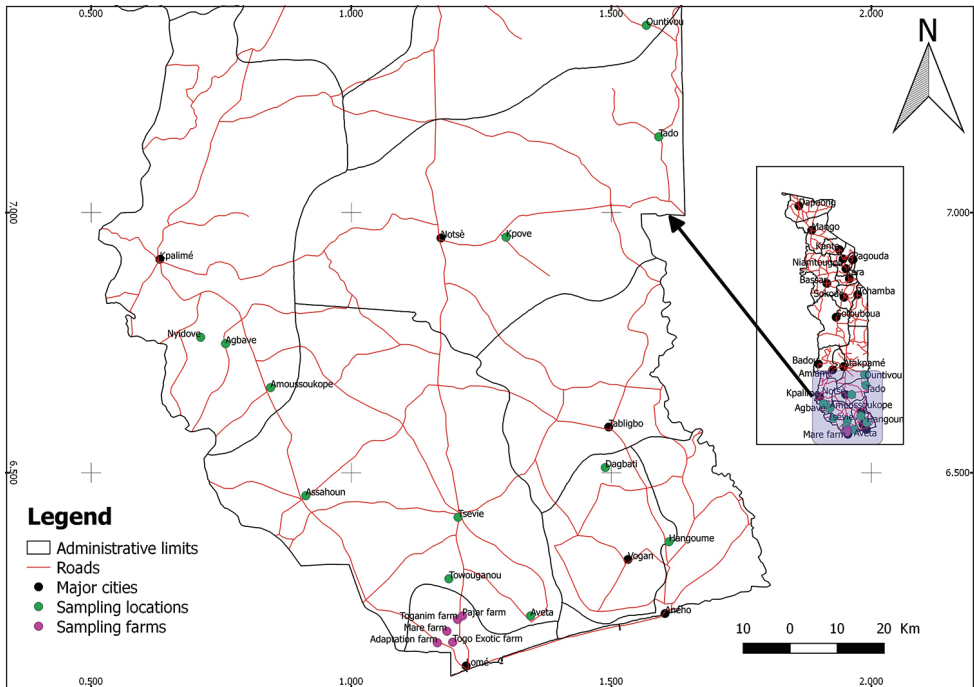 0.500
1.000
1.500
2.000
N
Ountivou
Tado
7.000
7.000
Notsè
Kpove
Kpalimé
Nyidove
Agbave
Amoussoukope
Tabligbo
Dagbati
6.500
6.500
Assahoun
Tsevie
Hangoume
Vogan
Towouganou
Aveta
Aného
Toganim farm
Pajar farm
Mare farm
Adaptation farm
Togo Exotic farm
Lomé
Dapaong
Mango
Kante
Niamtougou
Pagouda
Kara
Bassar
Sokodé
Tchamba
Sotouboua
Badou
Atakpamé
Amlamé
Ountivou
Kpalimé
Notsè
Tado
Agbave
Amoussoukope
Tsevie
Hangoun
Mare farm
Aveta
Legend
Administrative limits
Roads
Major cities
Sampling locations
Sampling farms
10 0 10 20 Km
0.500
1.000
1.500
2.000